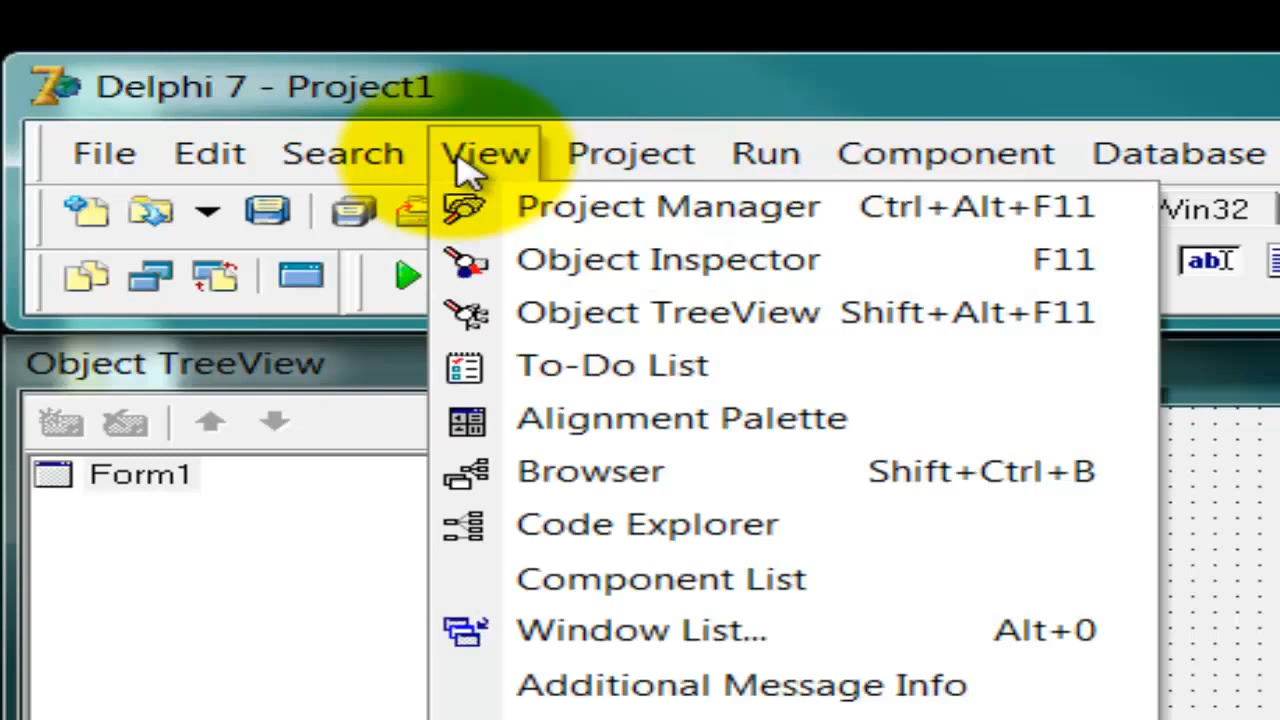 Delphi 7 - Project1
File Edit Search View Project Run Component Database
Win32
Project Manager Ctrl+Alt+F11
Object Inspector F11
Object TreeView Shift+Alt+F11
To-Do List
Alignment Palette
Browser Shift+Ctrl+B
Code Explorer
Component List
Window List... Alt+0
Additional Message Info
abI
Object TreeView
Form1